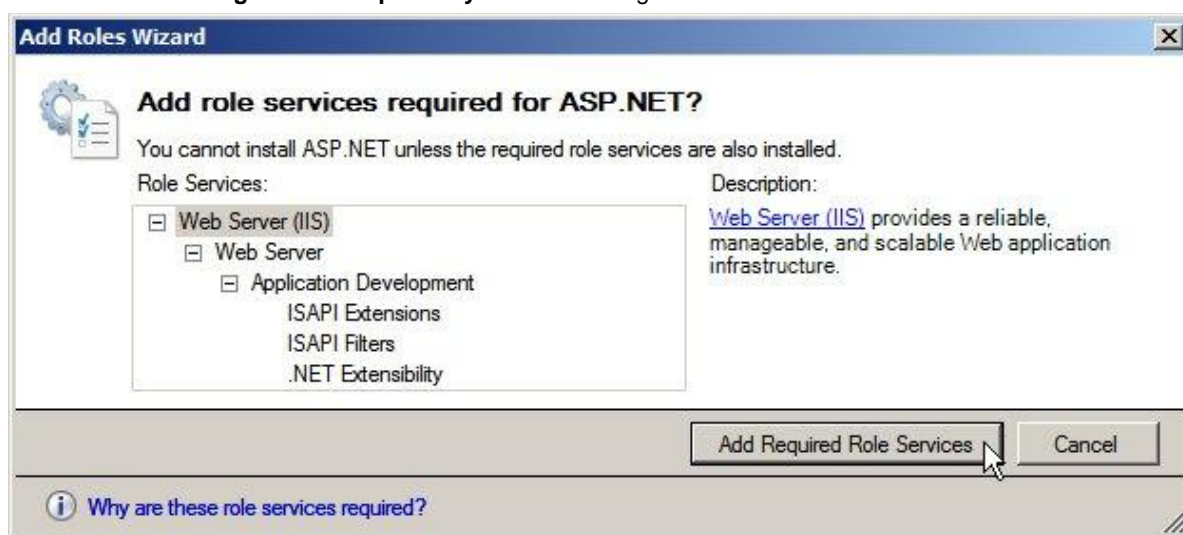 Add Roles Wizard
Add role services required for ASP.NET?
You cannot install ASP.NET unless the required role services are also installed.
Role Services:
Web Server (IIS)
Web Server
Application Development
ISAPI Extensions
ISAPI Filters
.NET Extensibility
Description:
Web Server (IIS) provides a reliable,
manageable, and scalable Web application
infrastructure.
Add Required Role Services
Cancel
Why are these role services required?